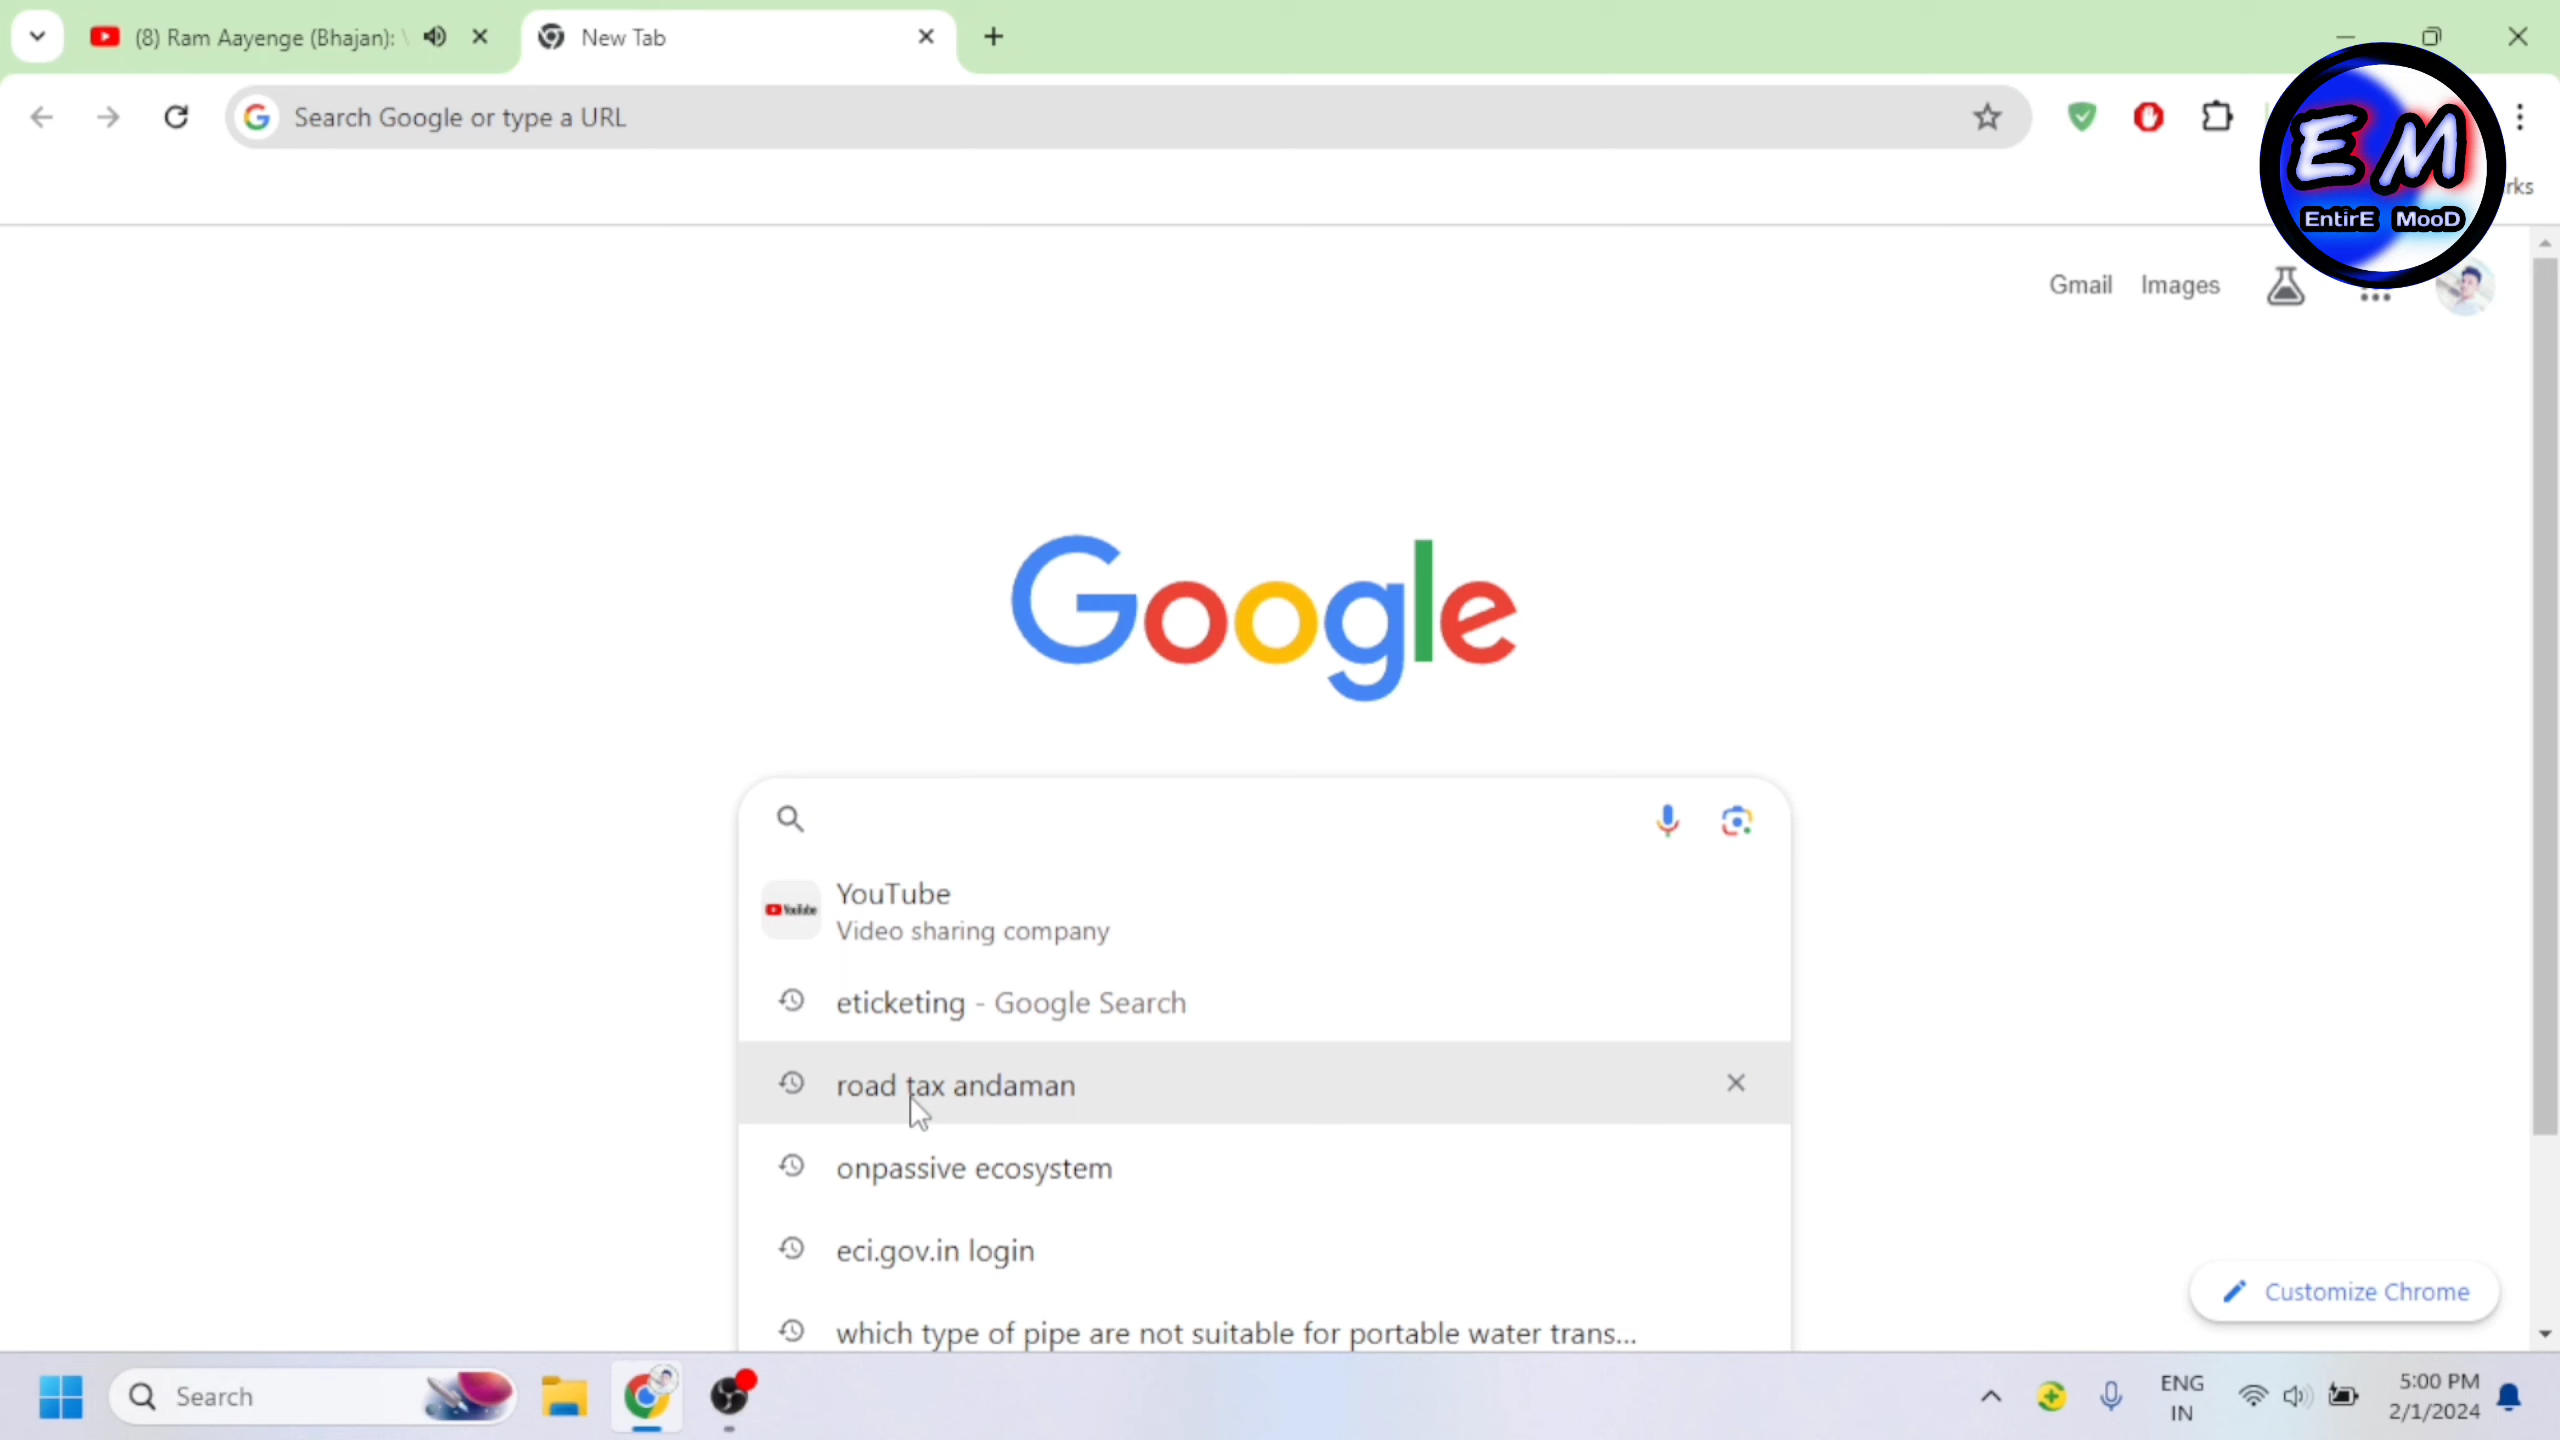 (8) Ram Aayenge (Bhajan):
New Tab
Search Google or type a URL
EM
EntirE MooD
rks
Gmail Images
Google
YouTube
YouTube
Video sharing company
eticketing - Google Search
road tax andaman
onpassive ecosystem
eci.gov.in login
which type of pipe are not suitable for portable water trans...
Customize Chrome
Search
ENG
IN
5:00 PM
2/1/2024